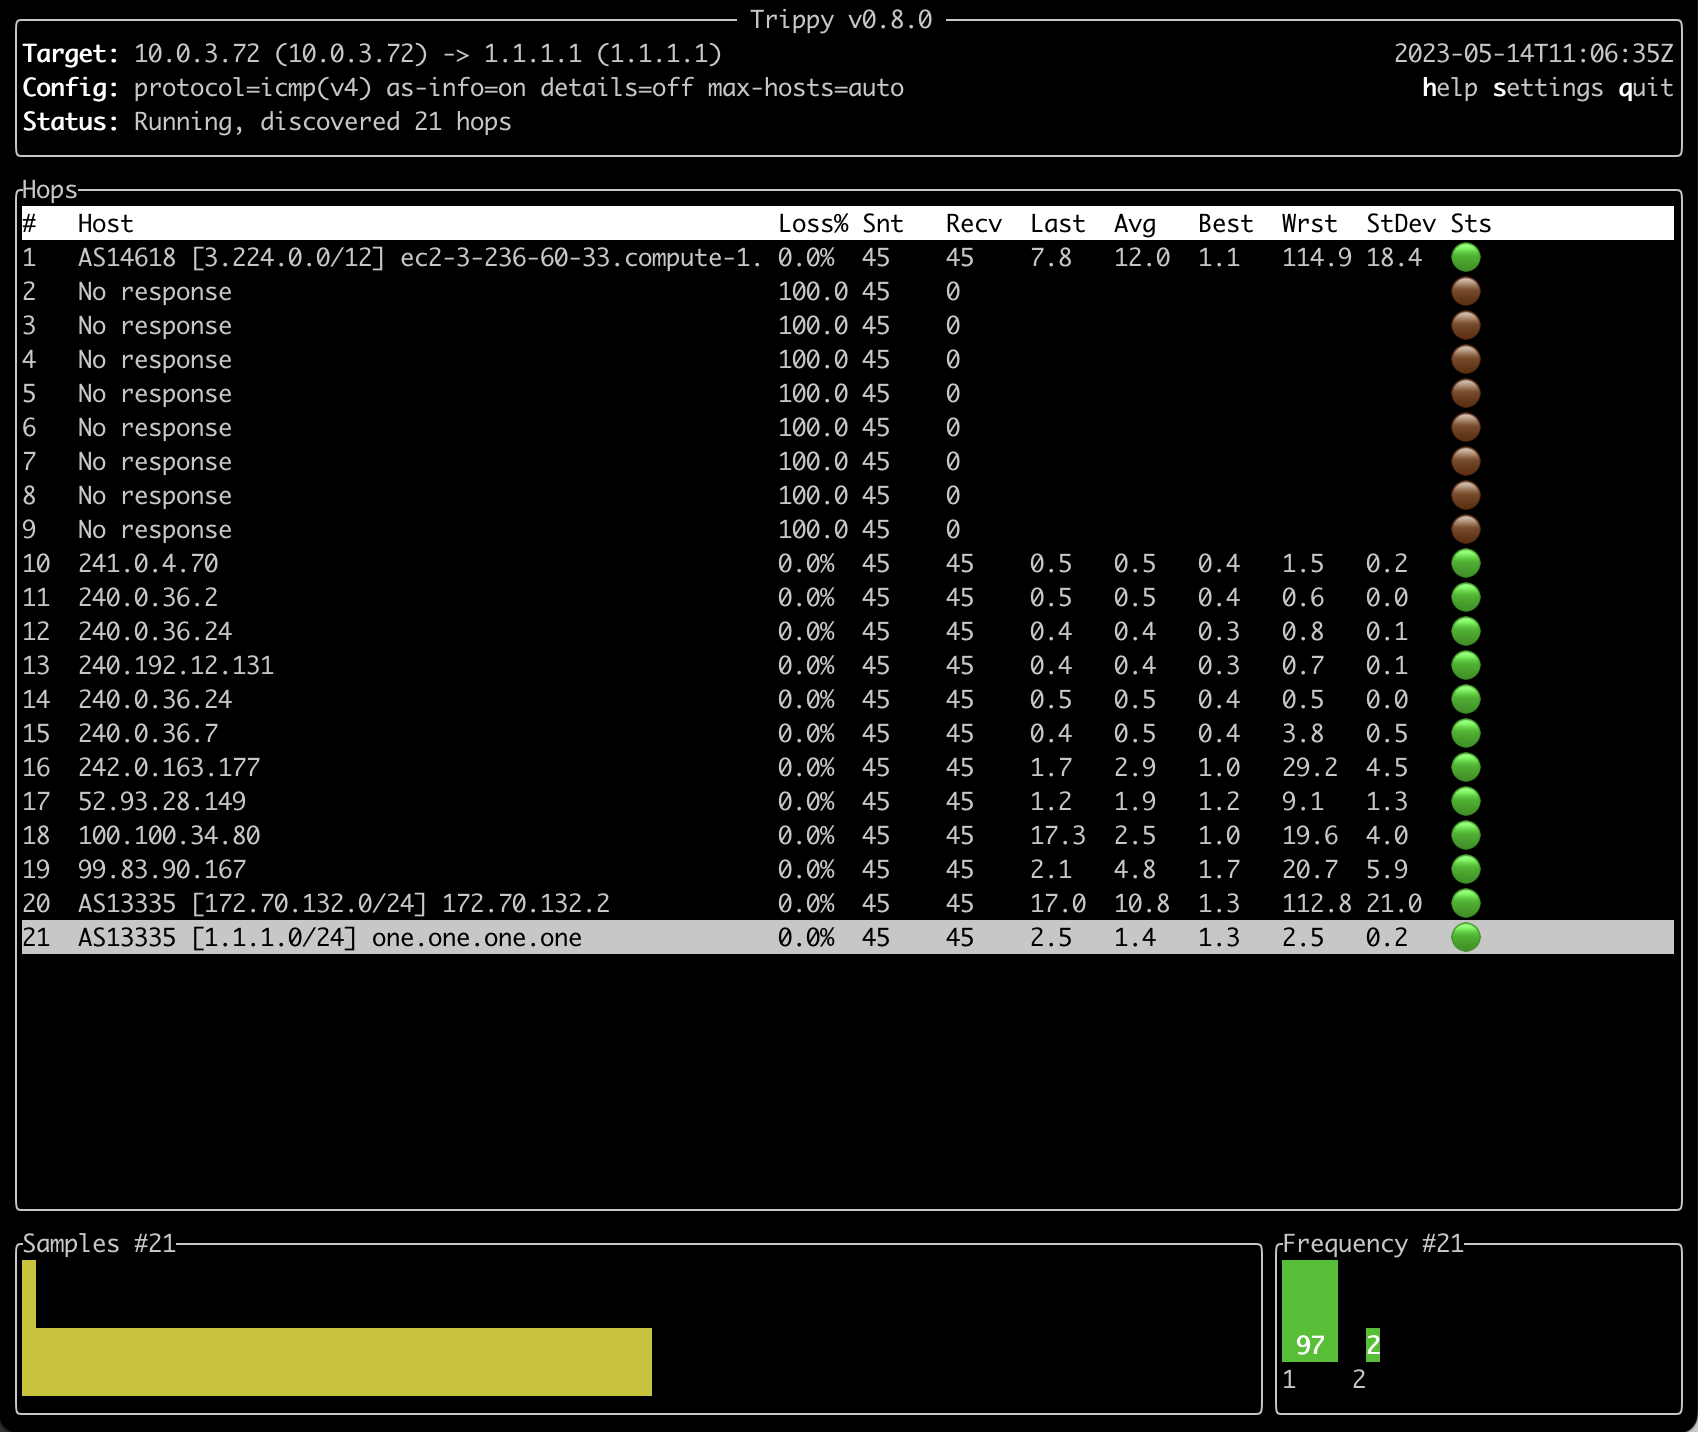 Trippy v0.8.0
Target: 10.0.3.72 (10.0.3.72) -> 1.1.1.1 (1.1.1.1) 2023-05-14T11:06:35Z
Config: protocol=icmp(v4) as-info=on details=off max-hosts=auto help settings quit
Status: Running, discovered 21 hops
Hops
# Host Loss% Snt Recv Last Avg Best Wrst StDev Sts
1 AS14618 [3.224.0.0/12] ec2-3-236-60-33.compute-1. 0.0% 45 45 7.8 12.0 1.1 114.9 18.4
2 No response 100.0 45 0
3 No response 100.0 45 0
4 No response 100.0 45 0
5 No response 100.0 45 0
6 No response 100.0 45 0
7 No response 100.0 45 0
8 No response 100.0 45 0
9 No response 100.0 45 0
10 241.0.4.70 0.0% 45 45 0.5 0.5 0.4 1.5 0.2
11 240.0.36.2 0.0% 45 45 0.5 0.5 0.4 0.6 0.0
12 240.0.36.24 0.0% 45 45 0.4 0.4 0.3 0.8 0.1
13 240.192.12.131 0.0% 45 45 0.4 0.4 0.3 0.7 0.1
14 240.0.36.24 0.0% 45 45 0.5 0.5 0.4 0.5 0.0
15 240.0.36.7 0.0% 45 45 0.4 0.5 0.4 3.8 0.5
16 242.0.163.177 0.0% 45 45 1.7 2.9 1.0 29.2 4.5
17 52.93.28.149 0.0% 45 45 1.2 1.9 1.2 9.1 1.3
18 100.100.34.80 0.0% 45 45 17.3 2.5 1.0 19.6 4.0
19 99.83.90.167 0.0% 45 45 2.1 4.8 1.7 20.7 5.9
20 AS13335 [172.70.132.0/24] 172.70.132.2 0.0% 45 45 17.0 10.8 1.3 112.8 21.0
21 AS13335 [1.1.1.0/24] one.one.one.one 0.0% 45 45 2.5 1.4 1.3 2.5 0.2
Samples #21
Frequency #21
97 2
1 2